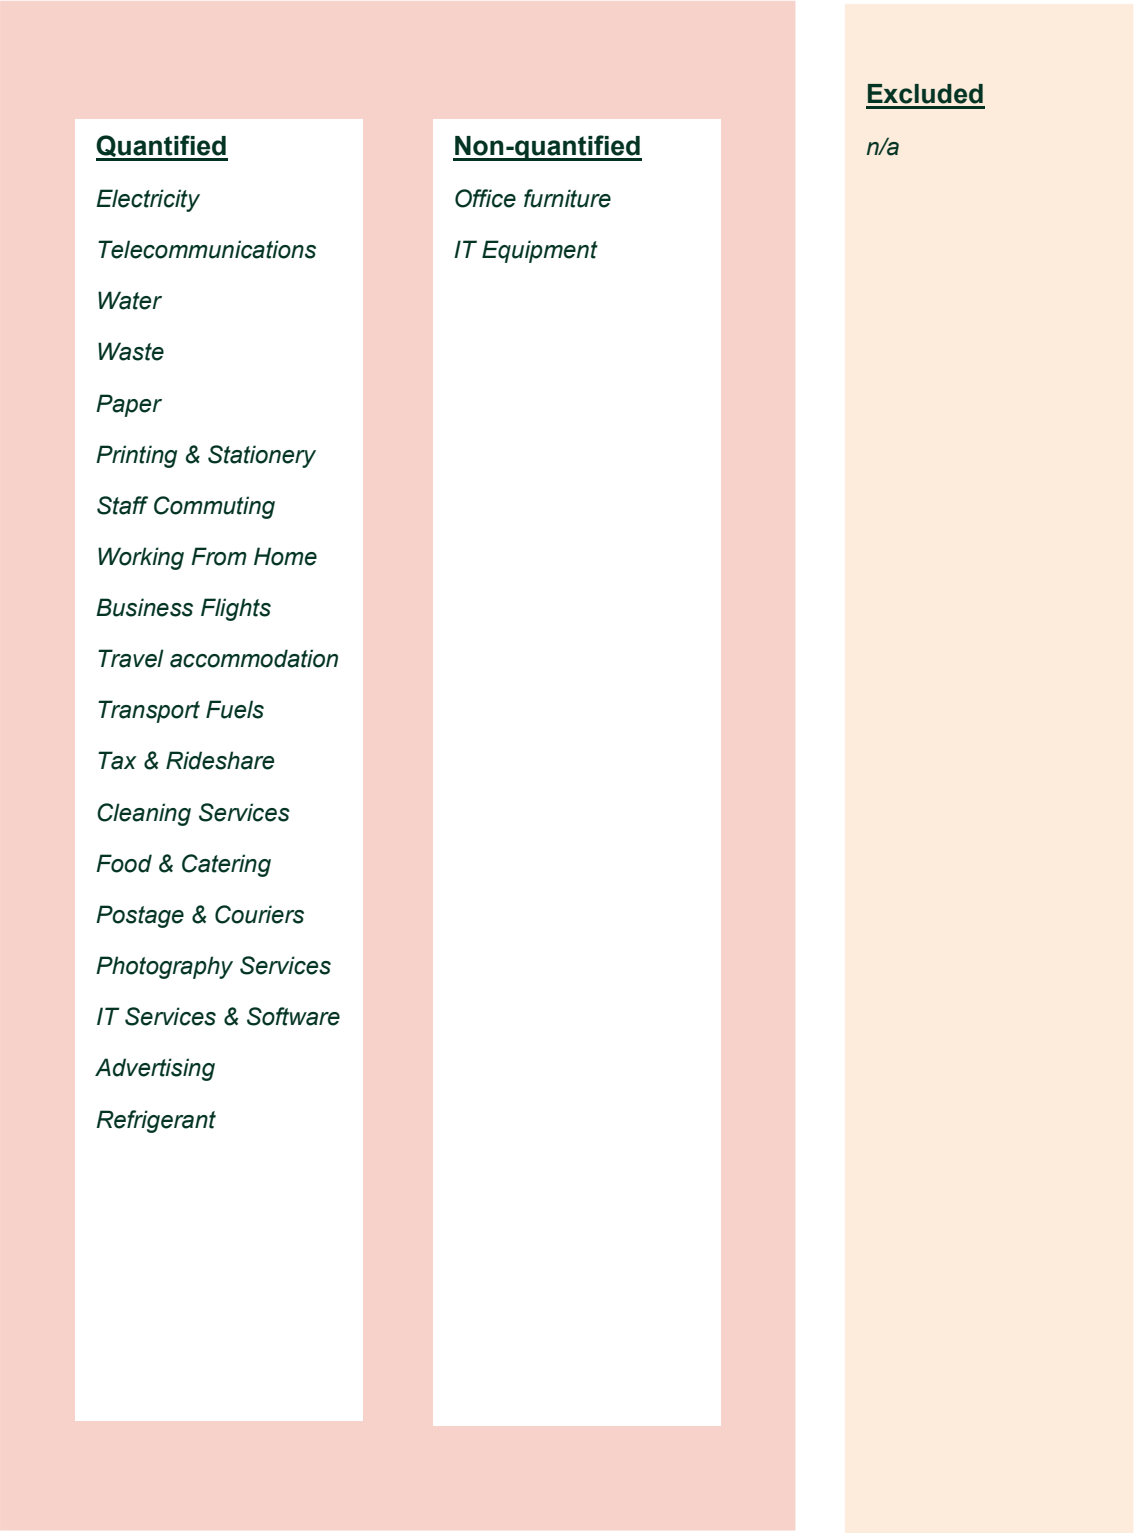 Quantified
Electricity
Telecommunications
Water
Waste
Paper
Printing & Stationery
Staff Commuting
Working From Home
Business Flights
Travel accommodation
Transport Fuels
Tax & Rideshare
Cleaning Services
Food & Catering
Postage & Couriers
Photography Services
IT Services & Software
Advertising
Refrigerant
Non-quantified
Office furniture
IT Equipment
Excluded
n/a